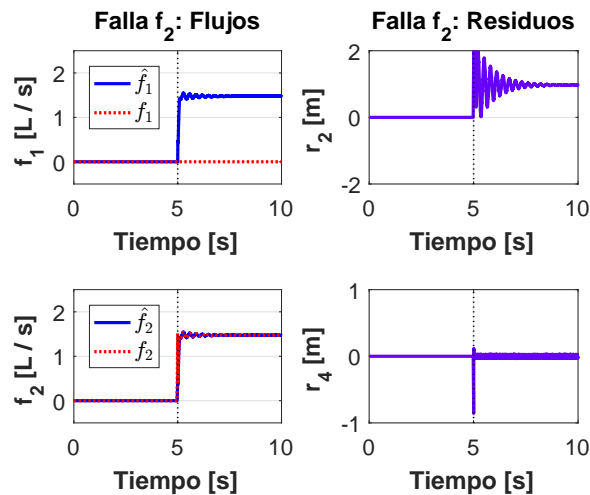 Falla f₂: Flujos
f₁ [L / s]
2
1
0
f̂₁
f₁
0
5
10
Tiempo [s]
Falla f₂: Residuos
r₂ [m]
2
0
-2
0
5
10
Tiempo [s]
f₂ [L / s]
2
1
0
f̂₂
f₂
0
5
10
Tiempo [s]
r₄ [m]
1
0
-1
0
5
10
Tiempo [s]